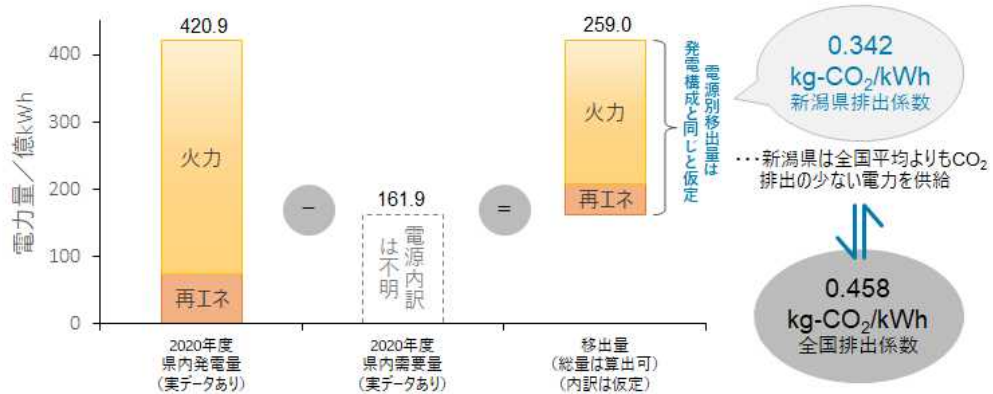 電力量／億kWh
400
300
200
100
0
420.9
火力
再エネ
2020年度
県内発電量
（実データあり）
－
161.9
電源内訳
は不明
2020年度
県内需要量
（実データあり）
＝
259.0
火力
再エネ
移出量
（総量は算出可）
（内訳は仮定）
電源別移出量は
発電構成と同じと仮定
0.342
kg-CO₂/kWh
新潟県排出係数
･･･新潟県は全国平均よりもCO₂
排出の少ない電力を供給
0.458
kg-CO₂/kWh
全国排出係数